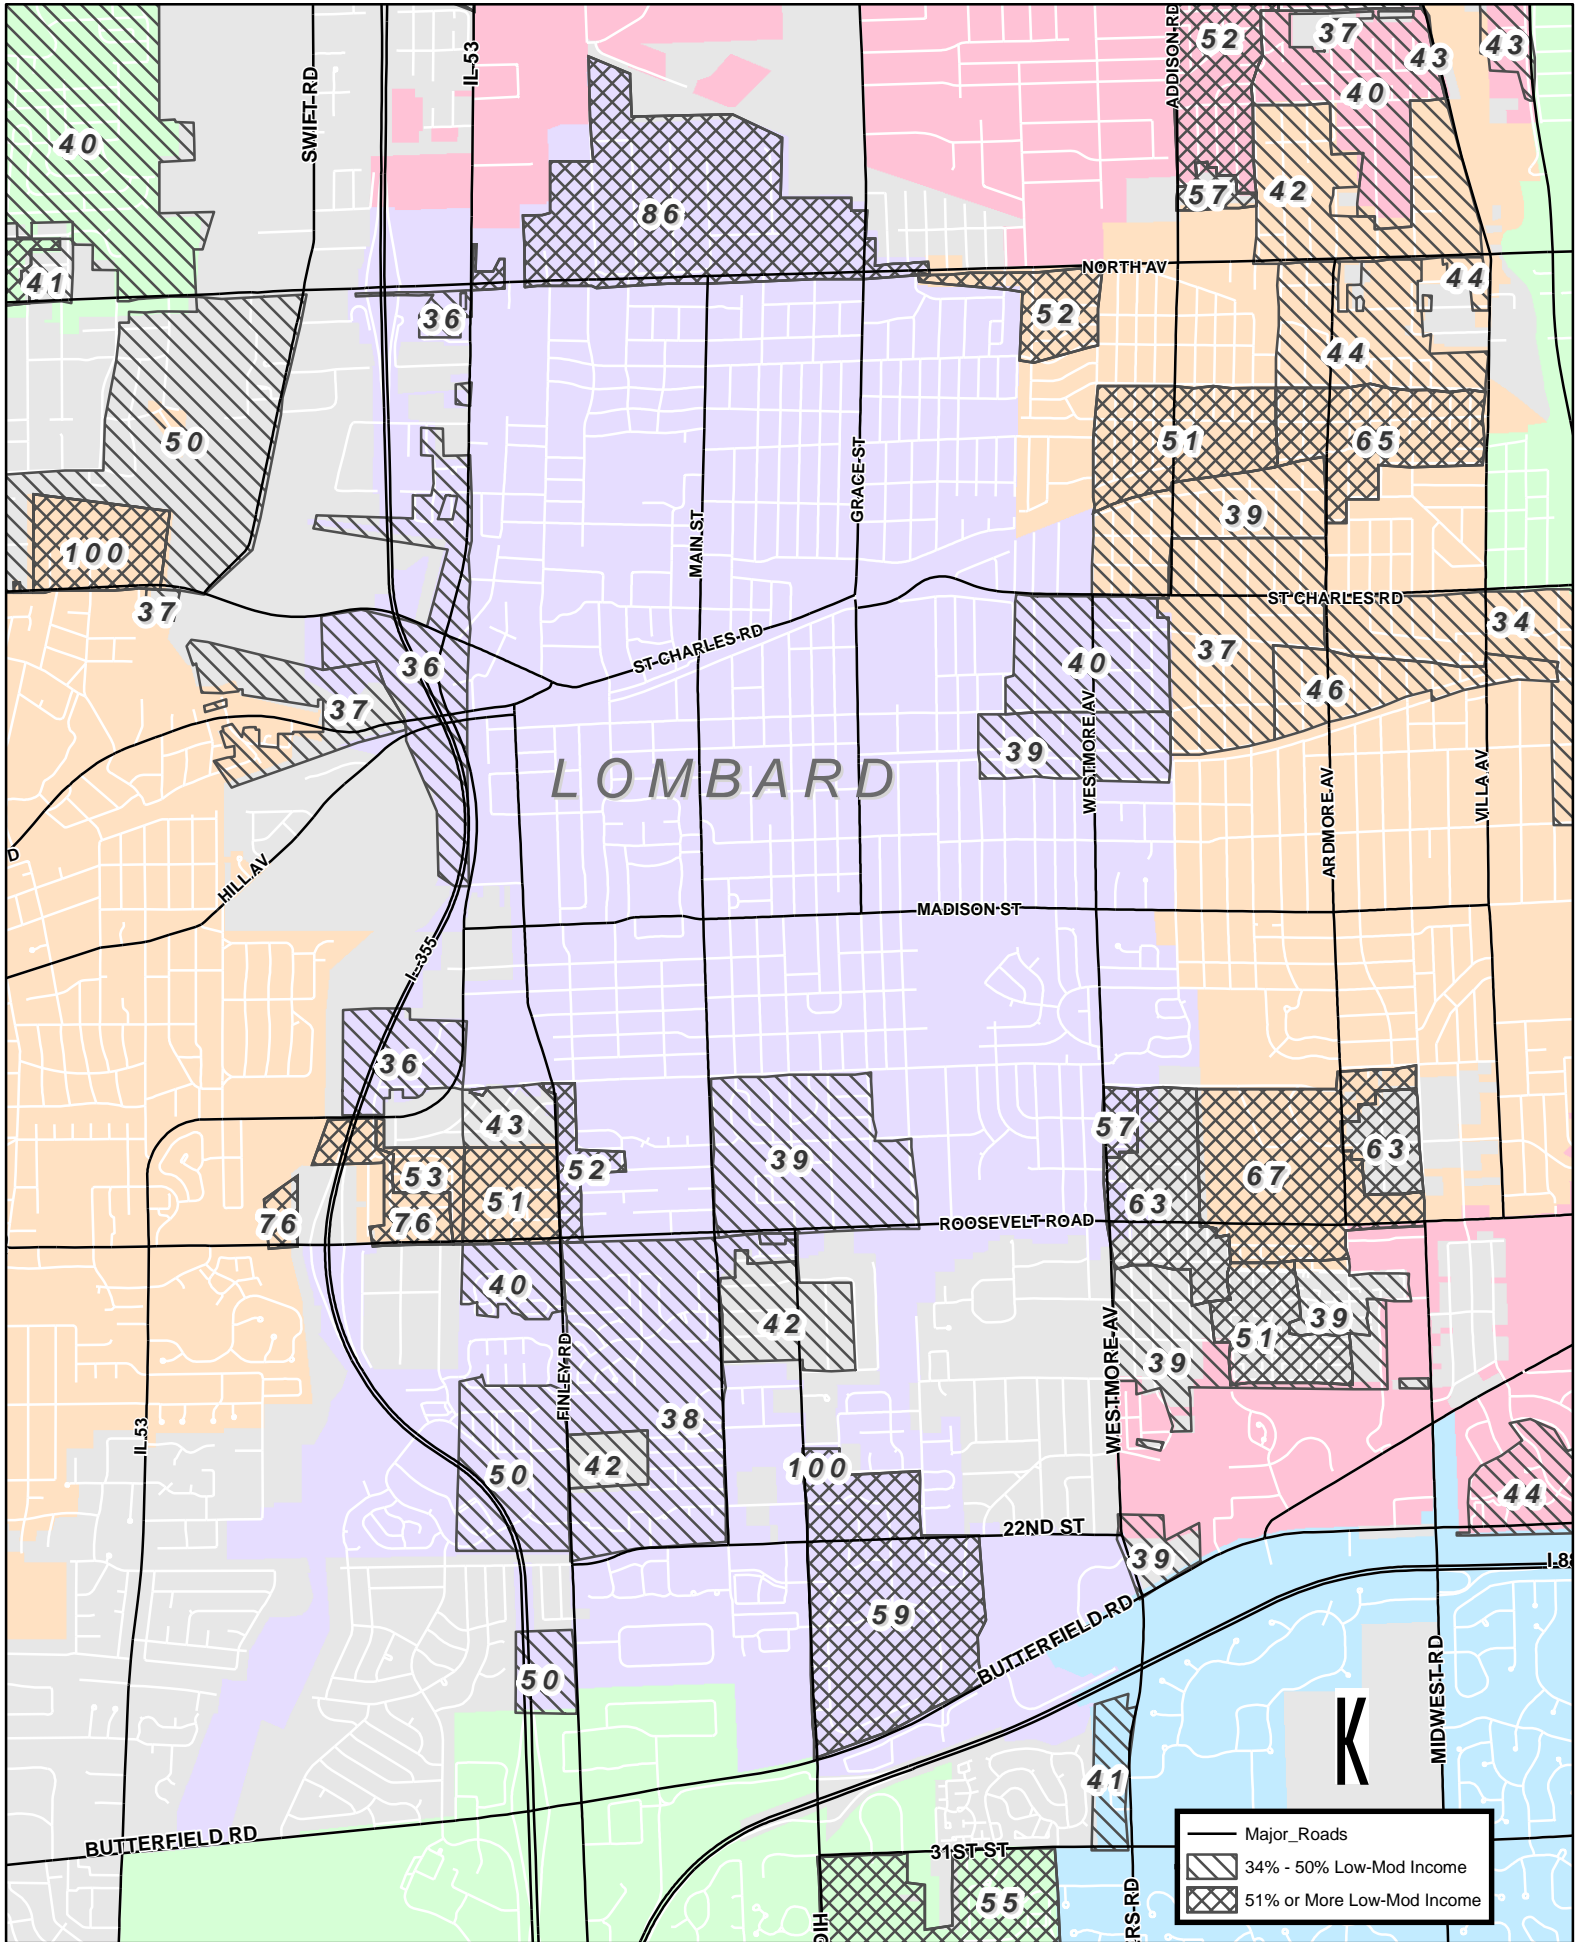 IL 53
SWIFT RD
ADDISON RD
52
37
43
43
40
40
57
42
86
41
NORTH AV
44
36
52
44
50
51
65
GRACE ST
MAIN ST
39
100
37
ST CHARLES RD
34
ST CHARLES RD
36
40
37
46
37
WESTMORE AV
39
LOMBARD
VILLA AV
ARDMORE AV
D
HILL AV
MADISON ST
I-355
36
43
57
52
39
63
53
51
67
76
76
63
ROOSEVELT ROAD
40
42
39
51
FINLEY RD
WESTMORE AV
39
38
IL 53
42
50
100
44
22ND ST
39
I-8
59
BUTTERFIELD RD
50
MIDWEST RD
K
41
BUTTERFIELD RD
31ST ST
55
ERS RD
Major_Roads
34% - 50% Low-Mod Income
51% or More Low-Mod Income